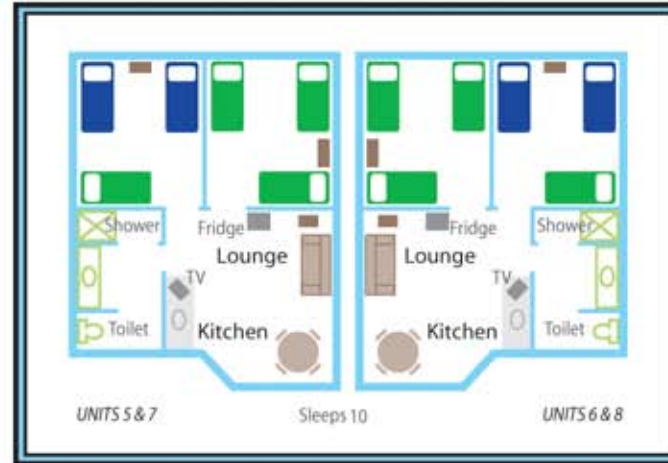 Shower
Fridge
Fridge
Shower
Lounge
Lounge
TV
TV
Toilet
Kitchen
Kitchen
Toilet
UNITS 5 & 7
Sleeps 10
UNITS 6 & 8